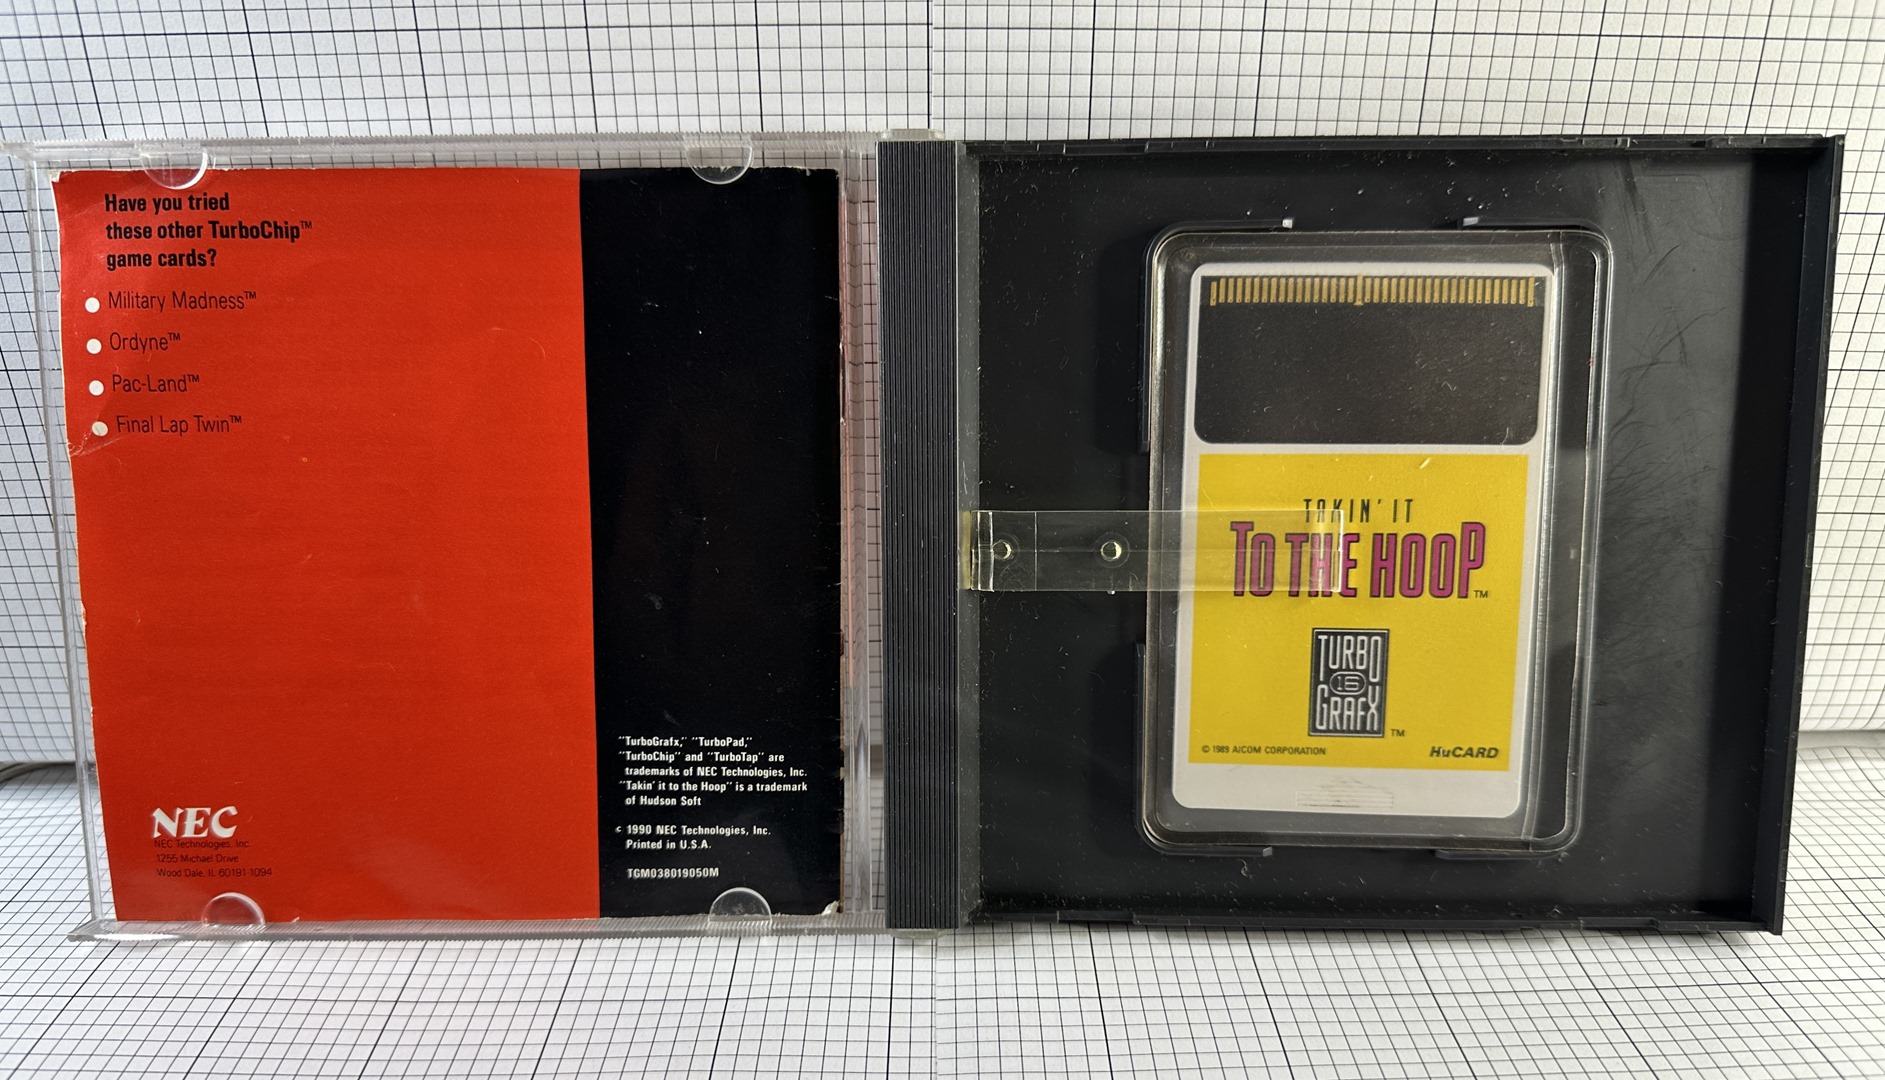 Have you tried
these other TurboChip™
game cards?
Military Madness™
Ordyne™
Pac-Land™
Final Lap Twin™
NEC
NEC Technologies, Inc.
1255 Michael Drive
Wood Dale, IL 60191-1094
"TurboGrafx," "TurboPad,"
"TurboChip" and "TurboTap" are
trademarks of NEC Technologies, Inc.
"Takin' it to the Hoop" is a trademark
of Hudson Soft
© 1990 NEC Technologies, Inc.
Printed in U.S.A.
TGM038019050M
TAKIN' IT
TO THE HOOP™
TURBO
16
GRAFX™
© 1989 AICOM CORPORATION
HuCARD